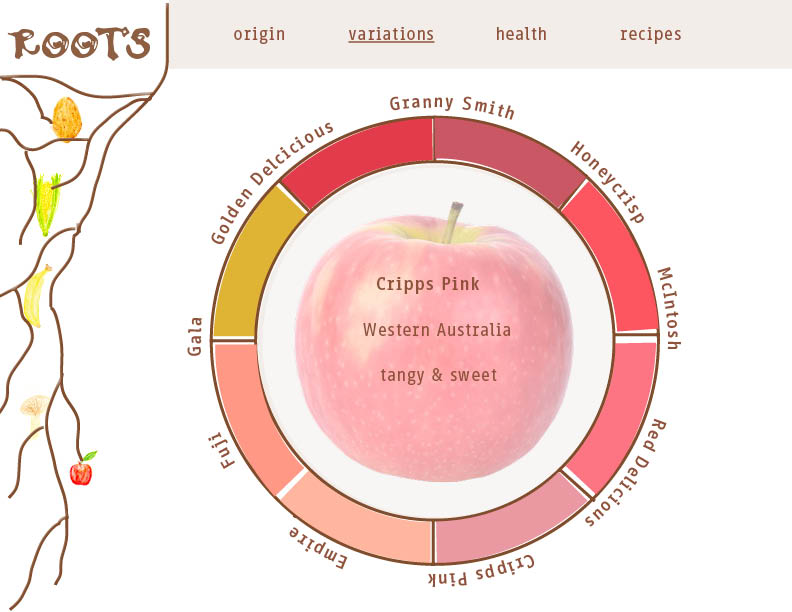 ROOTS
origin
variations
health
recipes
Granny Smith
Honeycrisp
McIntosh
Red Delicious
Cripps Pink
Empire
Fuji
Gala
Golden Delcicious
Cripps Pink
Western Australia
tangy & sweet